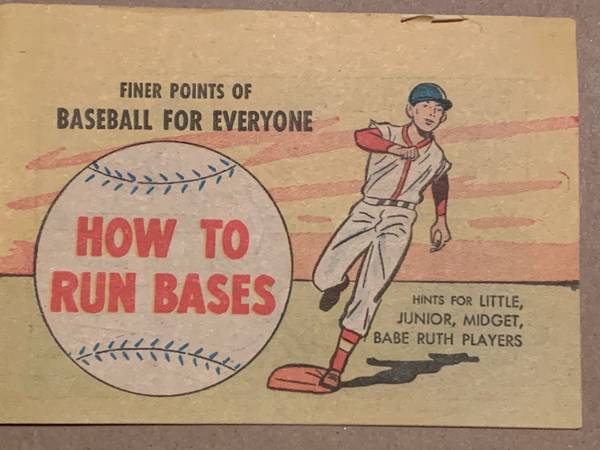 FINER POINTS OF
BASEBALL FOR EVERYONE
HOW TO
RUN BASES
HINTS FOR LITTLE,
JUNIOR, MIDGET,
BABE RUTH PLAYERS